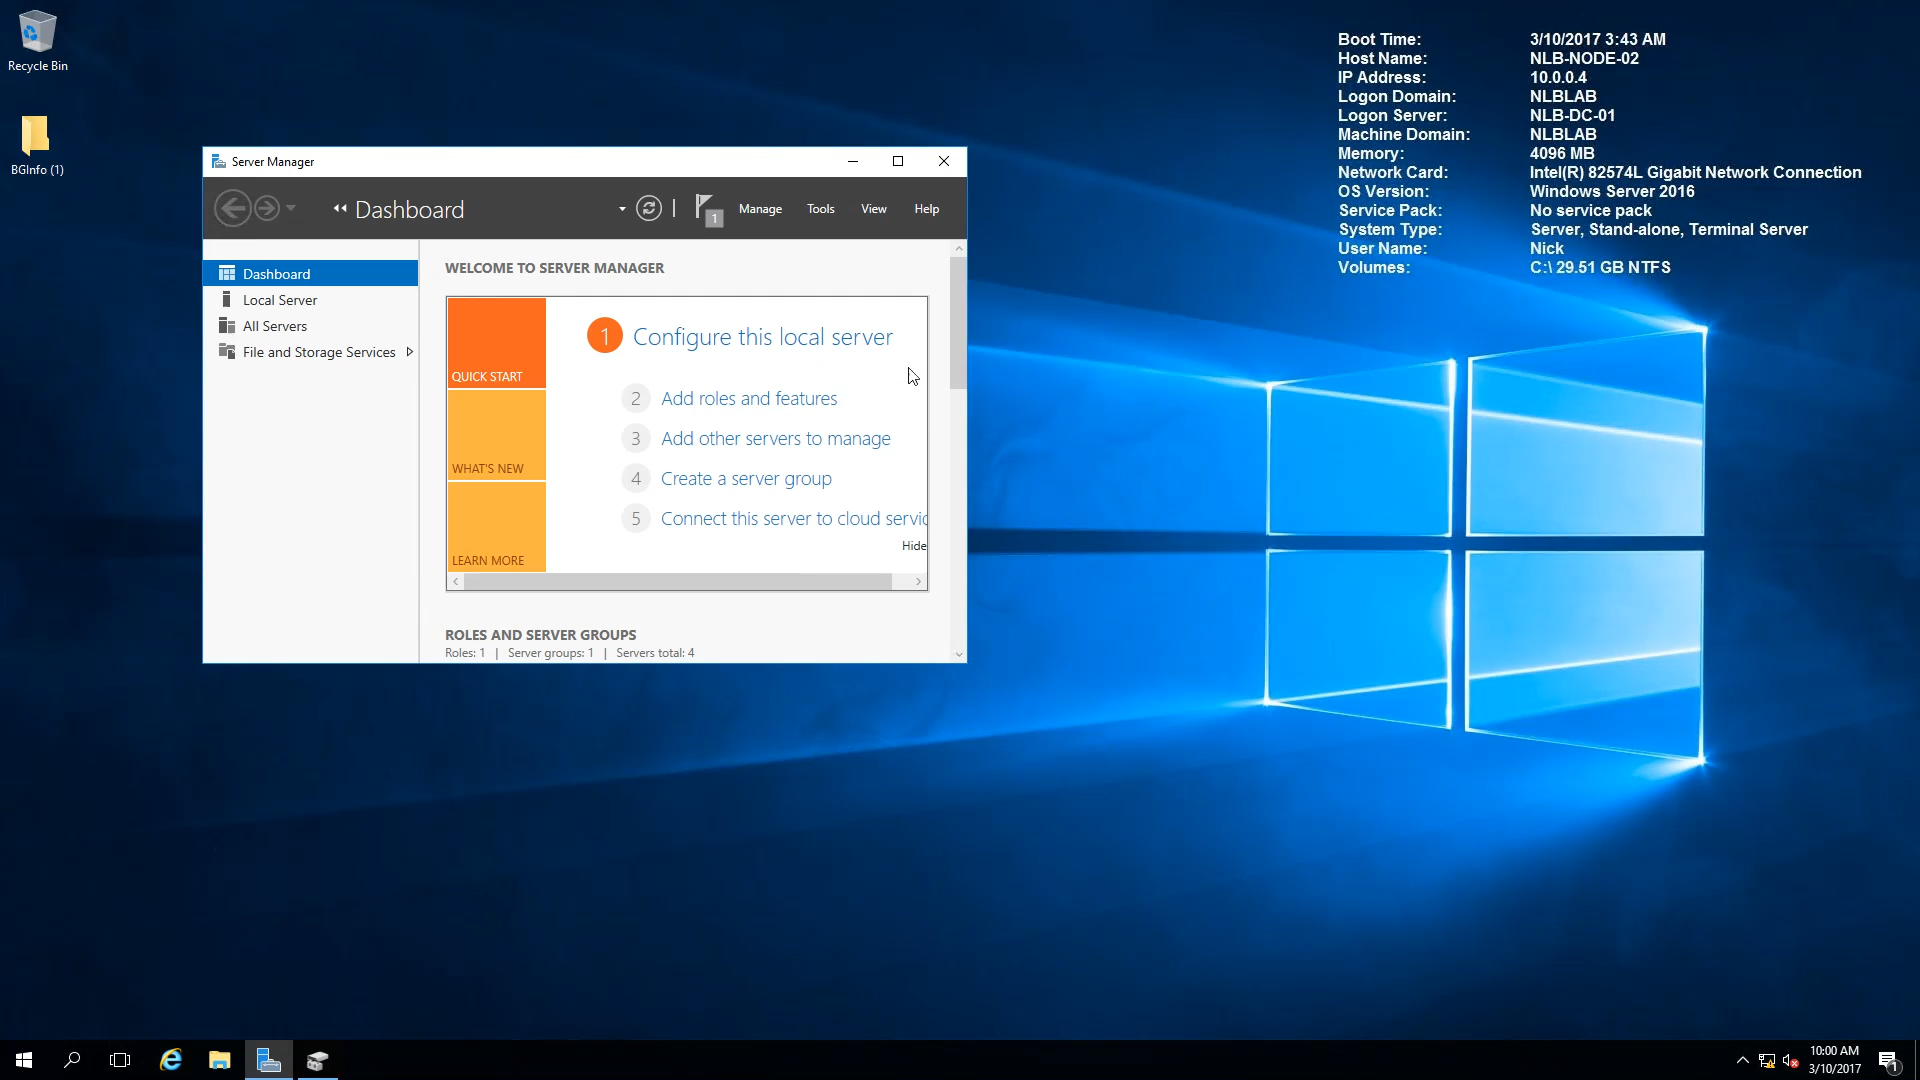 Recycle Bin
BGInfo (1)
Boot Time: 3/10/2017 3:43 AM
Host Name: NLB-NODE-02
IP Address: 10.0.0.4
Logon Domain: NLBLAB
Logon Server: NLB-DC-01
Machine Domain: NLBLAB
Memory: 4096 MB
Network Card: Intel(R) 82574L Gigabit Network Connection
OS Version: Windows Server 2016
Service Pack: No service pack
System Type: Server, Stand-alone, Terminal Server
User Name: Nick
Volumes: C:\ 29.51 GB NTFS
Server Manager
Dashboard
1
Manage
Tools
View
Help
Dashboard
Local Server
All Servers
File and Storage Services
WELCOME TO SERVER MANAGER
QUICK START
WHAT'S NEW
LEARN MORE
1 Configure this local server
2 Add roles and features
3 Add other servers to manage
4 Create a server group
5 Connect this server to cloud servic
Hide
ROLES AND SERVER GROUPS
Roles: 1 | Server groups: 1 | Servers total: 4
10:00 AM
3/10/2017
1